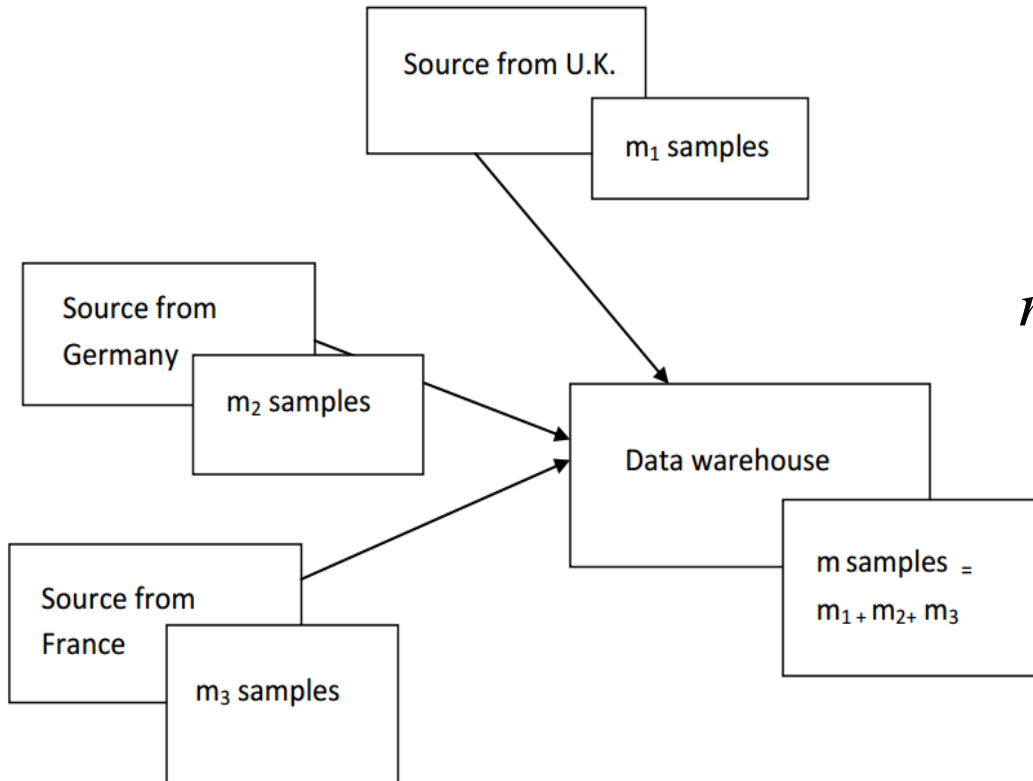 Source from U.K.
m₁ samples
Source from
Germany
m₂ samples
Data warehouse
m samples =
m₁ + m₂+ m₃
Source from
France
m₃ samples